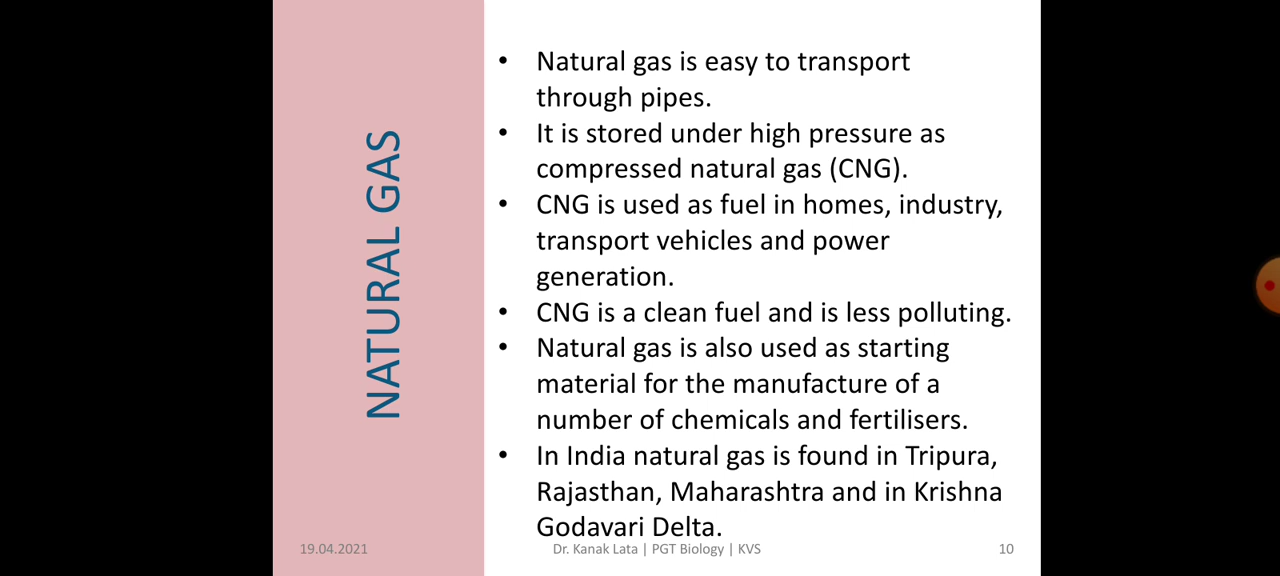 NATURAL GAS
• Natural gas is easy to transport
through pipes.
• It is stored under high pressure as
compressed natural gas (CNG).
• CNG is used as fuel in homes, industry,
transport vehicles and power
generation.
• CNG is a clean fuel and is less polluting.
• Natural gas is also used as starting
material for the manufacture of a
number of chemicals and fertilisers.
• In India natural gas is found in Tripura,
Rajasthan, Maharashtra and in Krishna
Godavari Delta.
19.04.2021
Dr. Kanak Lata | PGT Biology | KVS
10